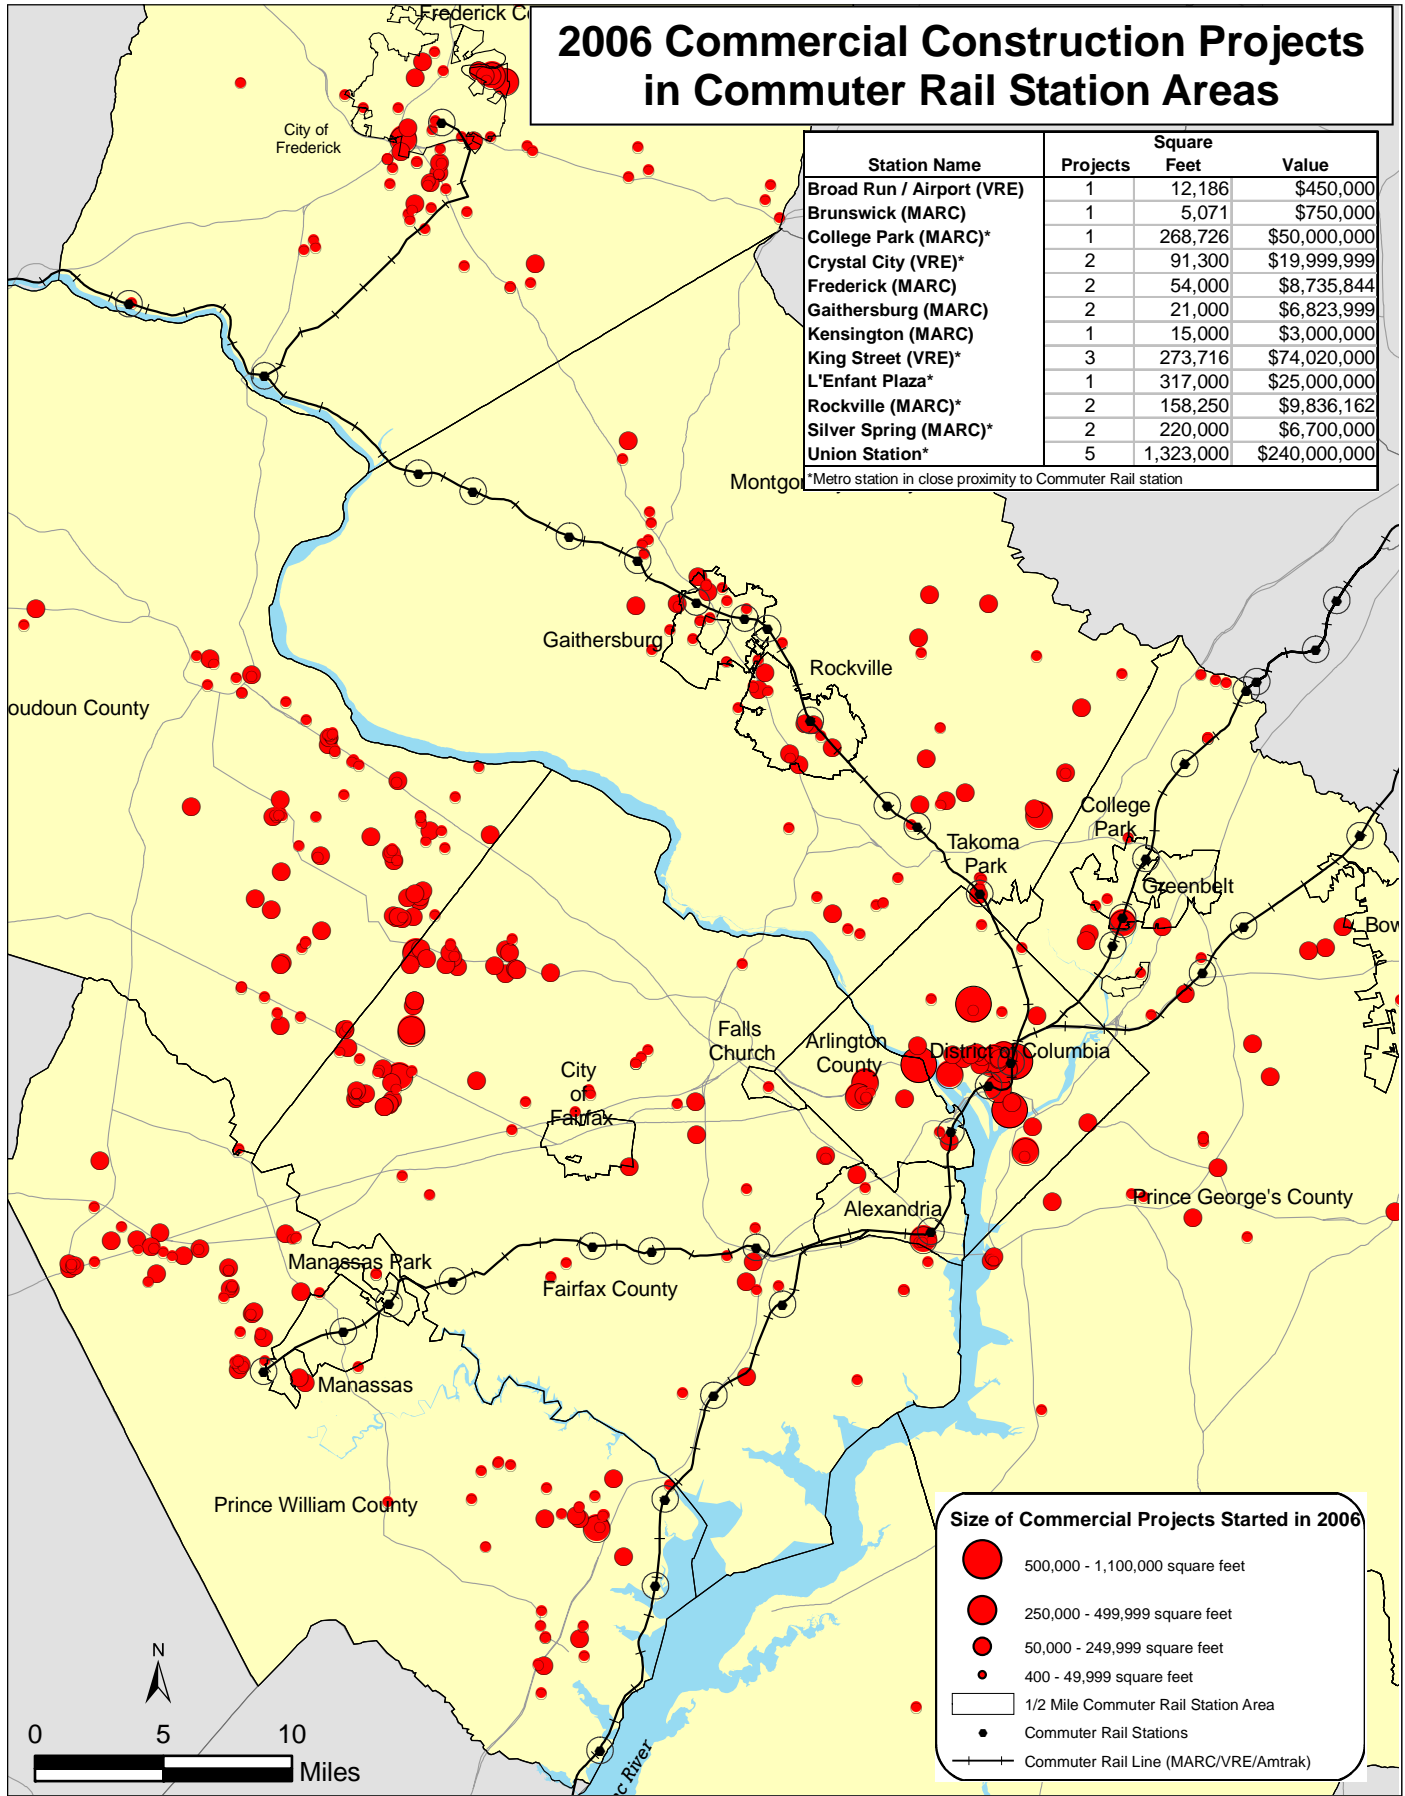 2006 Commercial Construction Projects
in Commuter Rail Station Areas
Station Name Projects Square Feet Value
Broad Run / Airport (VRE) 1 12,186 $450,000
Brunswick (MARC) 1 5,071 $750,000
College Park (MARC)* 1 268,726 $50,000,000
Crystal City (VRE)* 2 91,300 $19,999,999
Frederick (MARC) 2 54,000 $8,735,844
Gaithersburg (MARC) 2 21,000 $6,823,999
Kensington (MARC) 1 15,000 $3,000,000
King Street (VRE)* 3 273,716 $74,020,000
L'Enfant Plaza* 1 317,000 $25,000,000
Rockville (MARC)* 2 158,250 $9,836,162
Silver Spring (MARC)* 2 220,000 $6,700,000
Union Station* 5 1,323,000 $240,000,000
*Metro station in close proximity to Commuter Rail station
Frederick Co
City of
Frederick
Montgo
Gaithersburg
Rockville
oudoun County
College
Park
Takoma
Park
Greenbelt
Bow
Falls
Church
Arlington
County
District of Columbia
City
of
Fairfax
Prince George's County
Alexandria
Manassas Park
Fairfax County
Manassas
Prince William County
Size of Commercial Projects Started in 2006
500,000 - 1,100,000 square feet
250,000 - 499,999 square feet
50,000 - 249,999 square feet
400 - 49,999 square feet
1/2 Mile Commuter Rail Station Area
Commuter Rail Stations
Commuter Rail Line (MARC/VRE/Amtrak)
N
0 5 10
Miles
c River